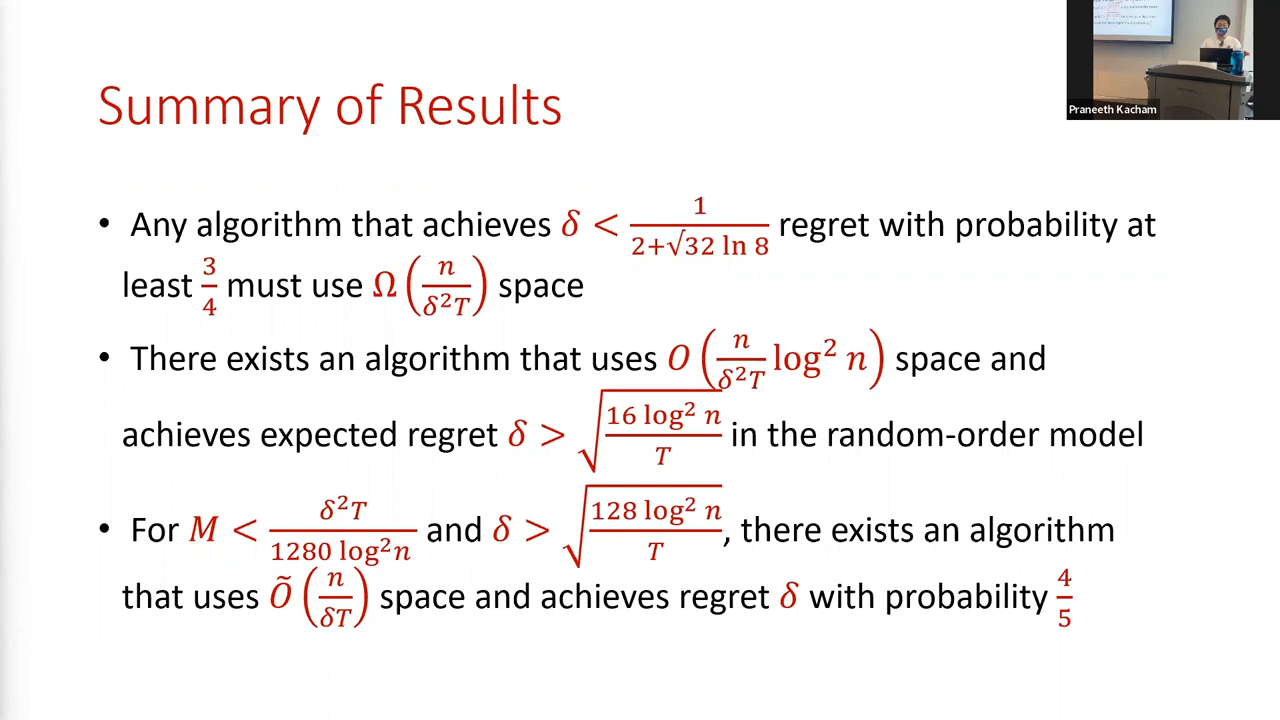 Praneeth Kacham
Summary of Results
• Any algorithm that achieves δ < 1/(2+√32 ln 8) regret with probability at
least 3/4 must use Ω(n/(δ²T)) space
• There exists an algorithm that uses O(n/(δ²T) log² n) space and
achieves expected regret δ > √(16 log² n / T) in the random-order model
• For M < δ²T/(1280 log²n) and δ > √(128 log² n / T), there exists an algorithm
that uses Õ(n/(δT)) space and achieves regret δ with probability 4/5